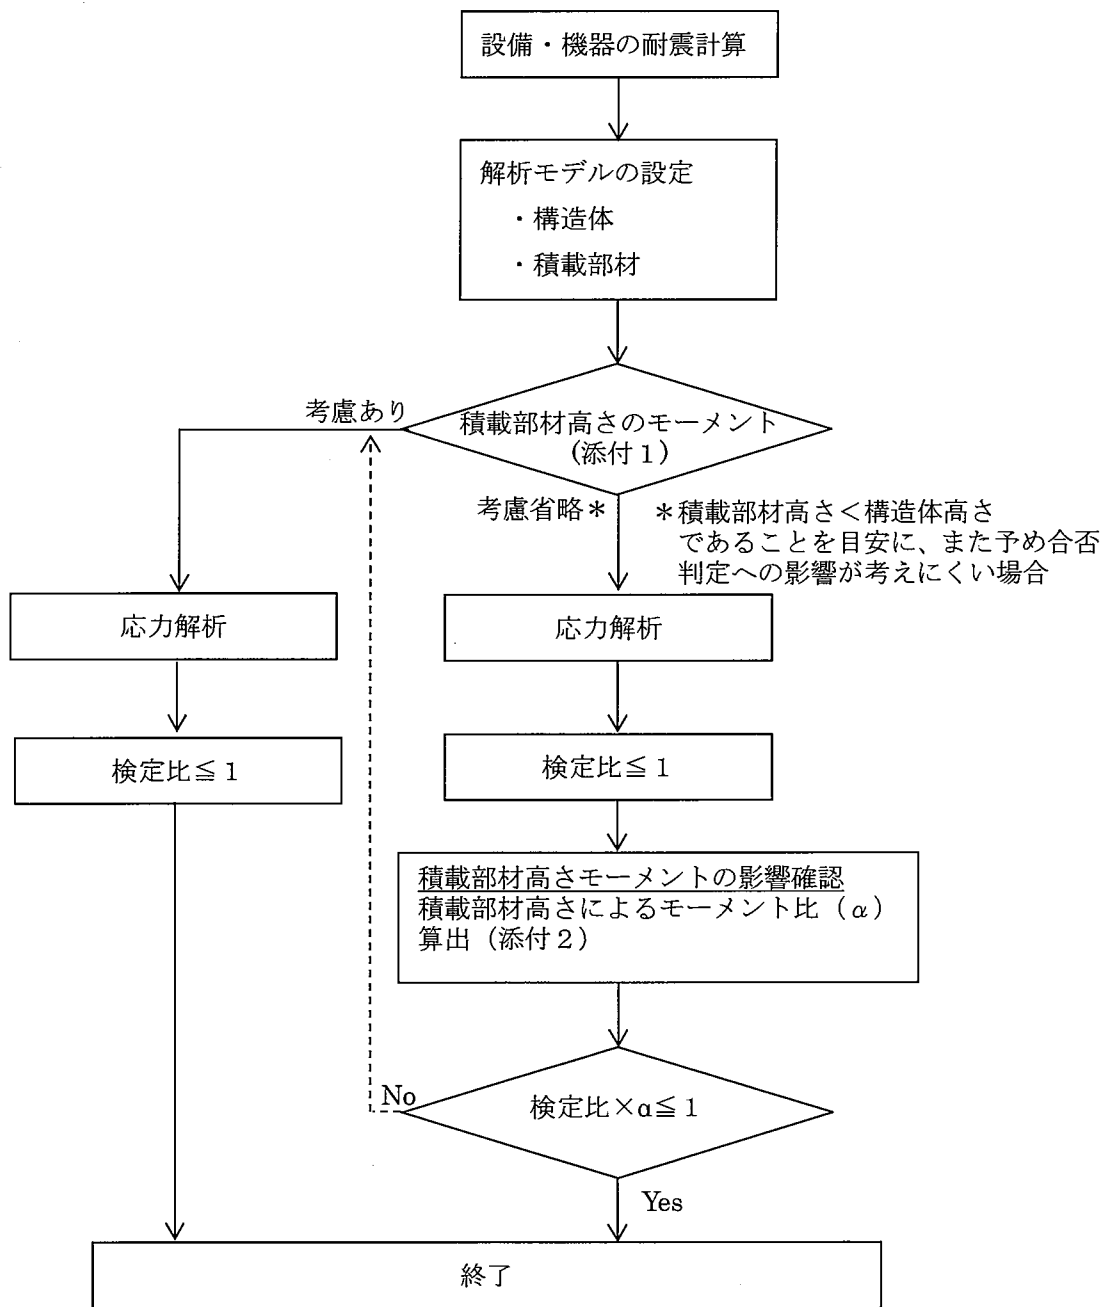 設備・機器の耐震計算
解析モデルの設定
・構造体
・積載部材
考慮あり
積載部材高さのモーメント
(添付1)
考慮省略＊
＊積載部材高さ＜構造体高さ
であることを目安に、また予め合否
判定への影響が考えにくい場合
応力解析
応力解析
検定比≦1
検定比≦1
積載部材高さモーメントの影響確認
積載部材高さによるモーメント比（α）
算出（添付2）
No
検定比×α≦1
Yes
終了